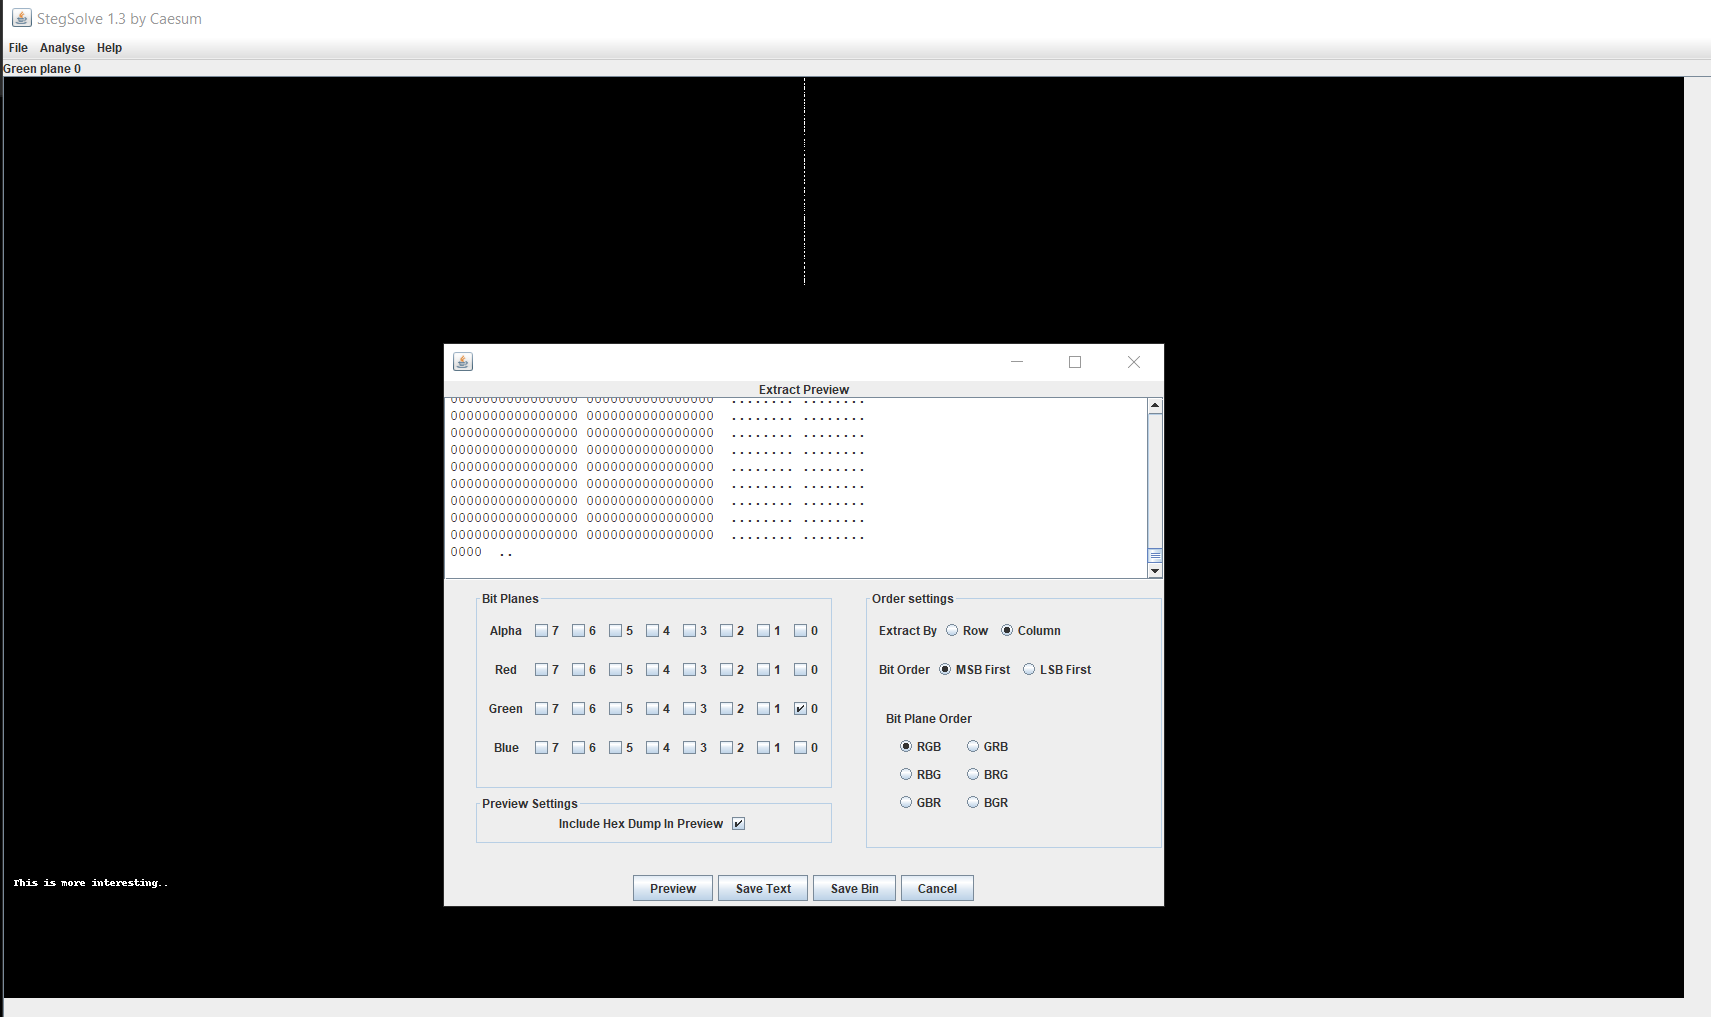 StegSolve 1.3 by Caesum
File Analyse Help
Green plane 0
Extract Preview
0000000000000000 0000000000000000 ........ ........
0000000000000000 0000000000000000 ........ ........
0000000000000000 0000000000000000 ........ ........
0000000000000000 0000000000000000 ........ ........
0000000000000000 0000000000000000 ........ ........
0000000000000000 0000000000000000 ........ ........
0000000000000000 0000000000000000 ........ ........
0000000000000000 0000000000000000 ........ ........
0000000000000000 0000000000000000 ........ ........
0000 ..
Bit Planes
Alpha 7 6 5 4 3 2 1 0
Red 7 6 5 4 3 2 1 0
Green 7 6 5 4 3 2 1 0
Blue 7 6 5 4 3 2 1 0
Preview Settings
Include Hex Dump In Preview
Order settings
Extract By Row Column
Bit Order MSB First LSB First
Bit Plane Order
RGB GRB
RBG BRG
GBR BGR
This is more interesting..
Preview Save Text Save Bin Cancel